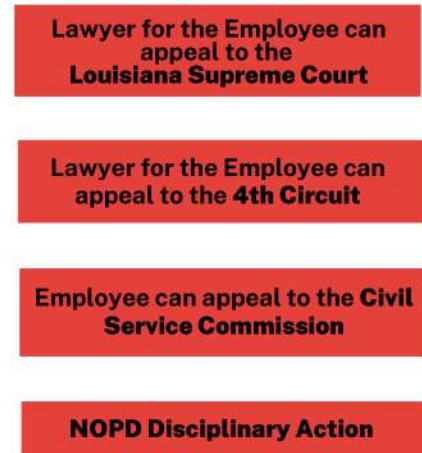 Lawyer for the Employee can
appeal to the
Louisiana Supreme Court
Lawyer for the Employee can
appeal to the 4th Circuit
Employee can appeal to the Civil
Service Commission
NOPD Disciplinary Action